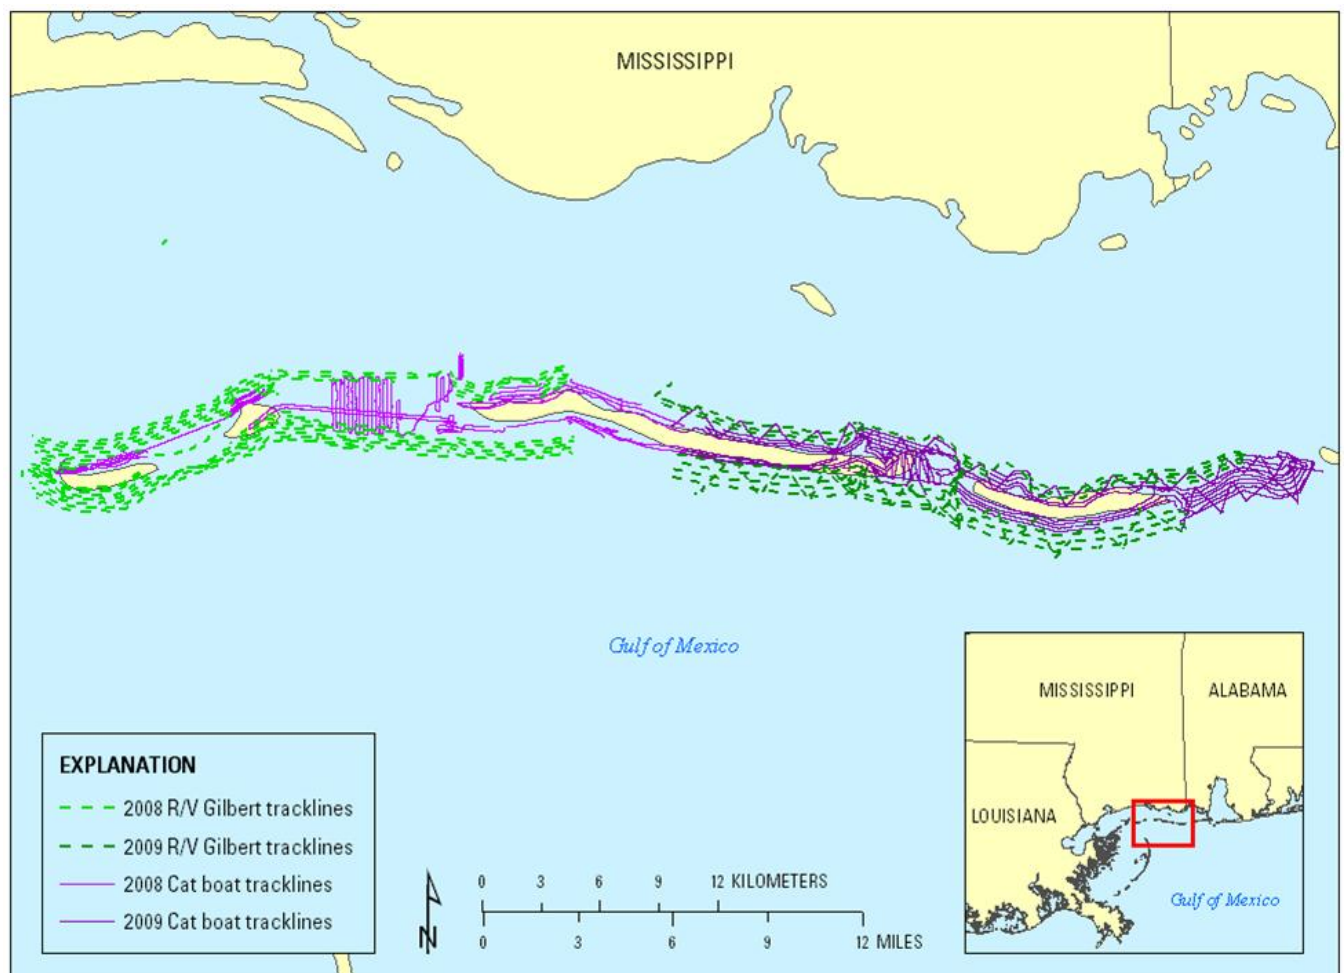 MISSISSIPPI
Gulf of Mexico
EXPLANATION
2008 R/V Gilbert tracklines
2009 R/V Gilbert tracklines
2008 Cat boat tracklines
2009 Cat boat tracklines
N
0 3 6 9 12 KILOMETERS
0 3 6 9 12 MILES
MISSISSIPPI
ALABAMA
LOUISIANA
Gulf of Mexico